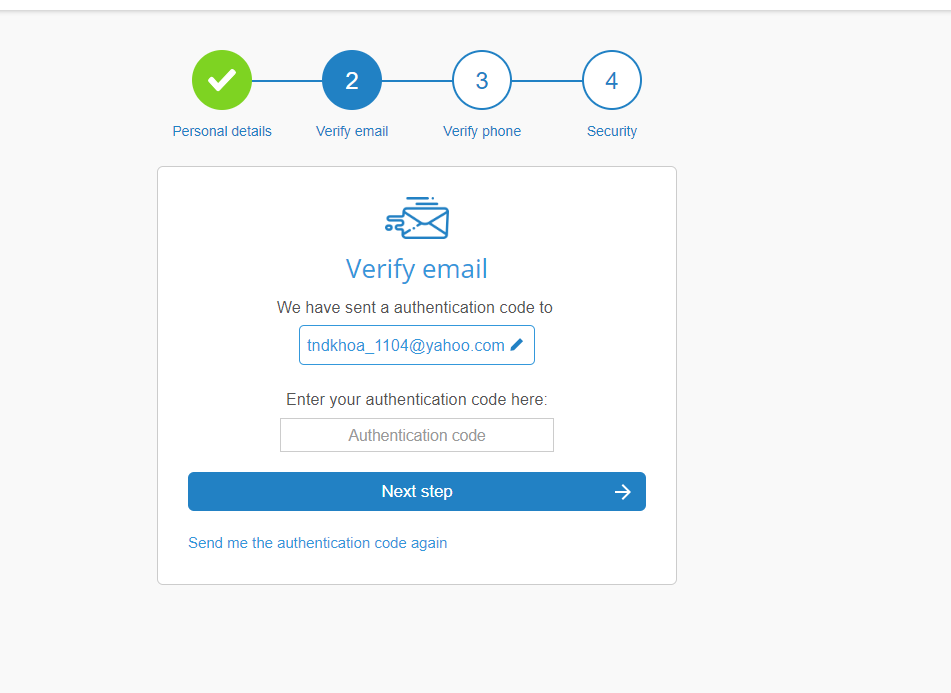 2
3
4
Personal details
Verify email
Verify phone
Security
Verify email
We have sent a authentication code to
tndkhoa_1104@yahoo.com
Enter your authentication code here:
Authentication code
Next step
Send me the authentication code again